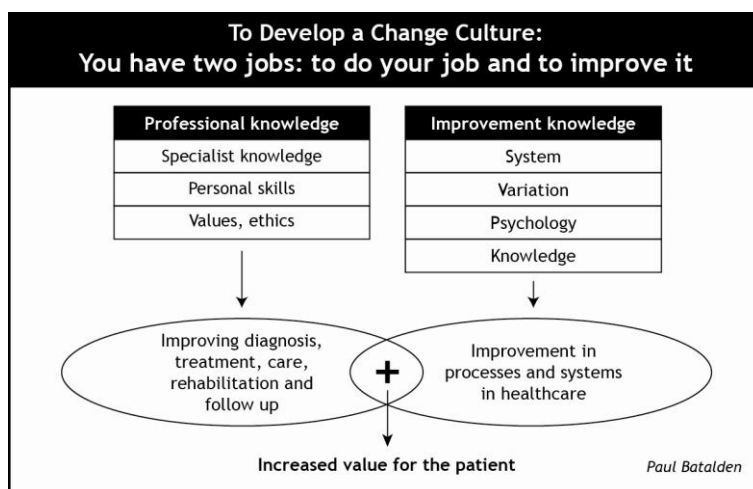 To Develop a Change Culture:
You have two jobs: to do your job and to improve it
Professional knowledge
Specialist knowledge
Personal skills
Values, ethics
Improvement knowledge
System
Variation
Psychology
Knowledge
Improving diagnosis,
treatment, care,
rehabilitation and
follow up
+
Improvement in
processes and systems
in healthcare
Increased value for the patient
Paul Batalden